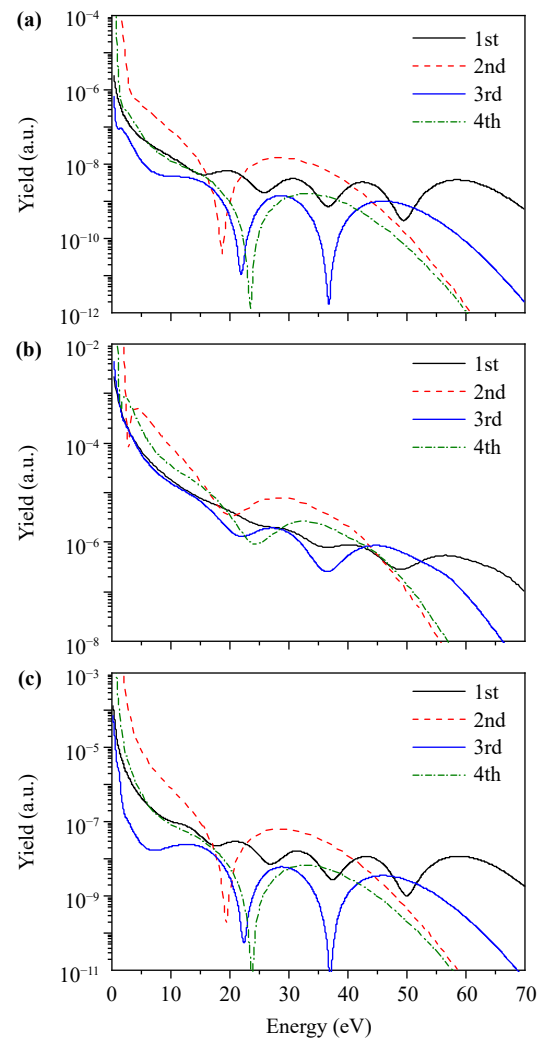 (a)
10⁻⁴
10⁻⁶
10⁻⁸
10⁻¹⁰
10⁻¹²
Yield (a.u.)
1st
2nd
3rd
4th
(b)
10⁻²
10⁻⁴
10⁻⁶
10⁻⁸
Yield (a.u.)
1st
2nd
3rd
4th
(c)
10⁻³
10⁻⁵
10⁻⁷
10⁻⁹
10⁻¹¹
Yield (a.u.)
1st
2nd
3rd
4th
0 10 20 30 40 50 60 70
Energy (eV)